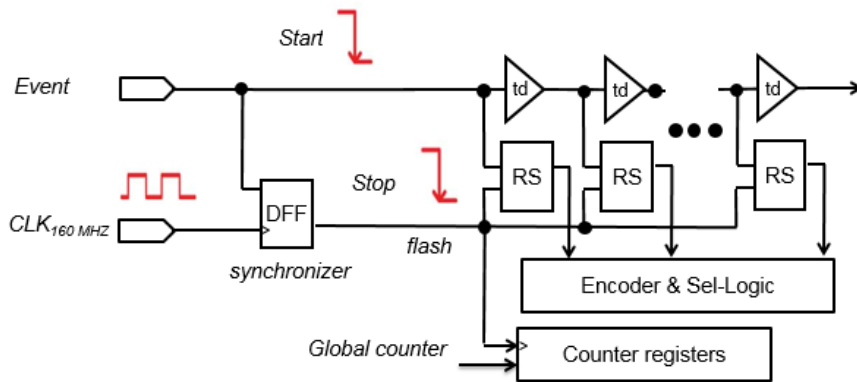 Start
Event
td
td
td
Stop
RS
RS
RS
CLK160 MHZ
DFF
flash
synchronizer
Encoder & Sel-Logic
Global counter
Counter registers